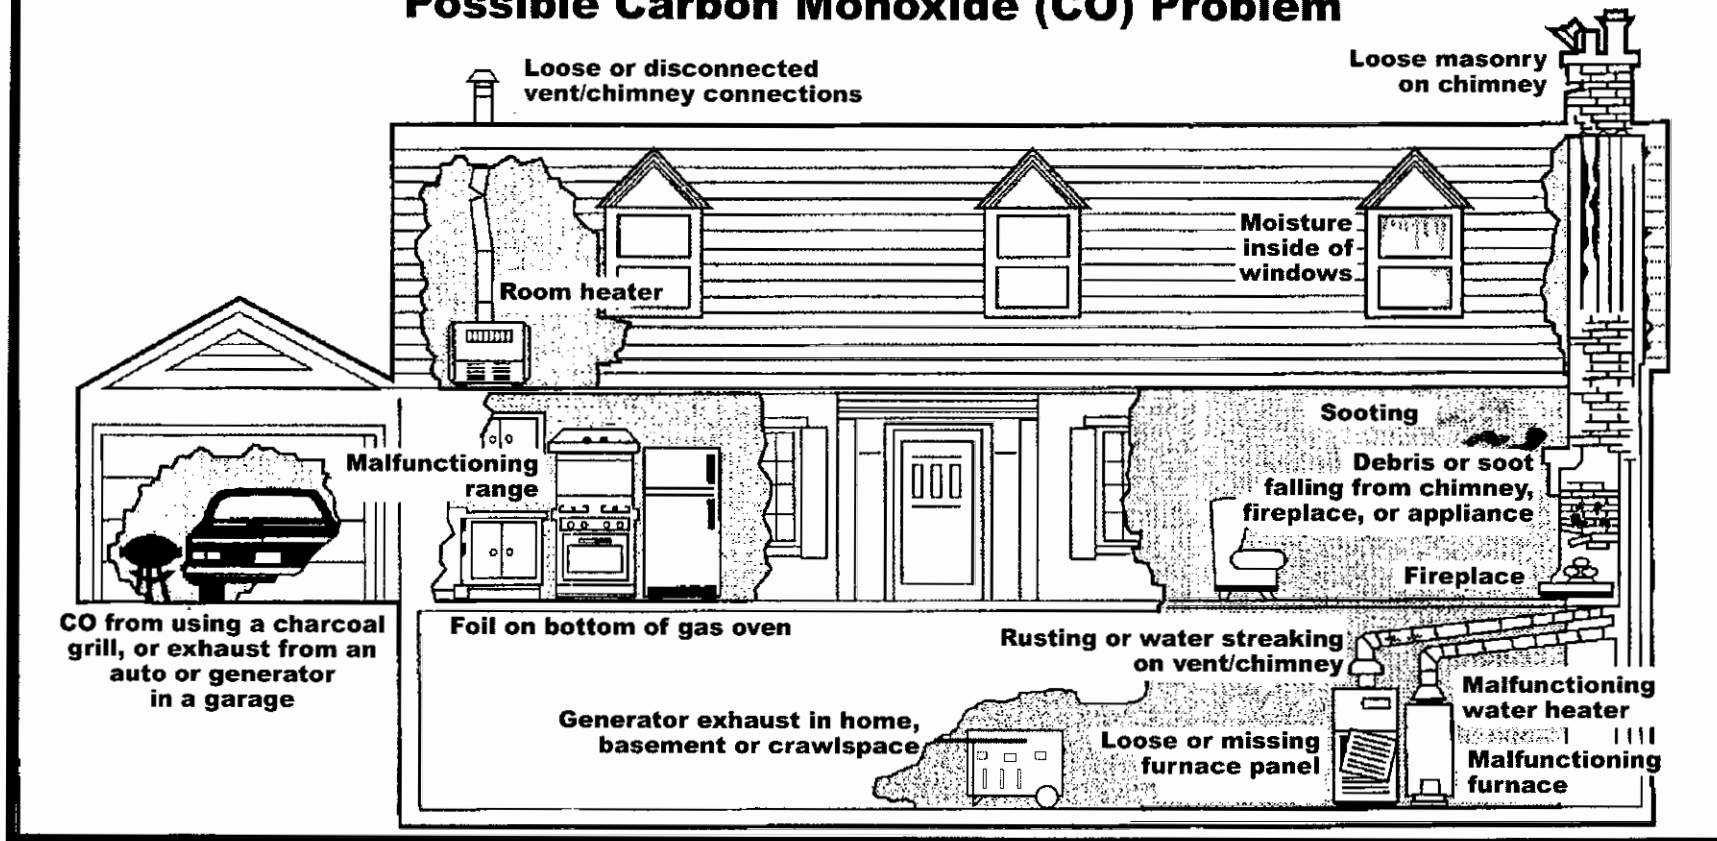 Possible Carbon Monoxide (CO) Problem
Loose or disconnected
vent/chimney connections
Loose masonry
on chimney
Moisture
inside of
windows
Room heater
Sooting
Malfunctioning
range
Debris or soot
falling from chimney,
fireplace, or appliance
Fireplace
CO from using a charcoal
grill, or exhaust from an
auto or generator
in a garage
Foil on bottom of gas oven
Rusting or water streaking
on vent/chimney
Malfunctioning
water heater
Generator exhaust in home,
basement or crawlspace
Loose or missing
furnace panel
Malfunctioning
furnace